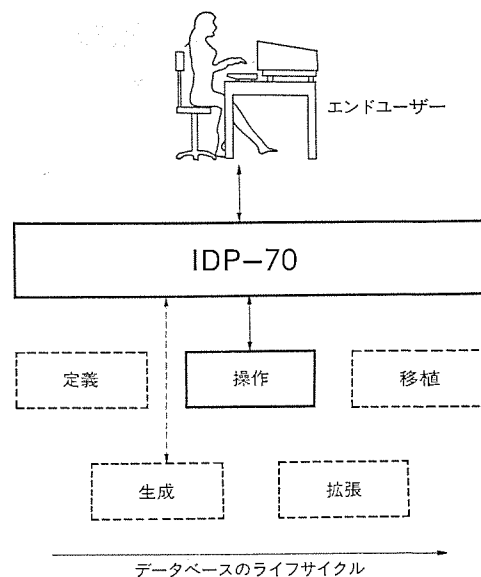 エンドユーザー
IDP-70
定義
操作
移植
生成
拡張
データベースのライフサイクル